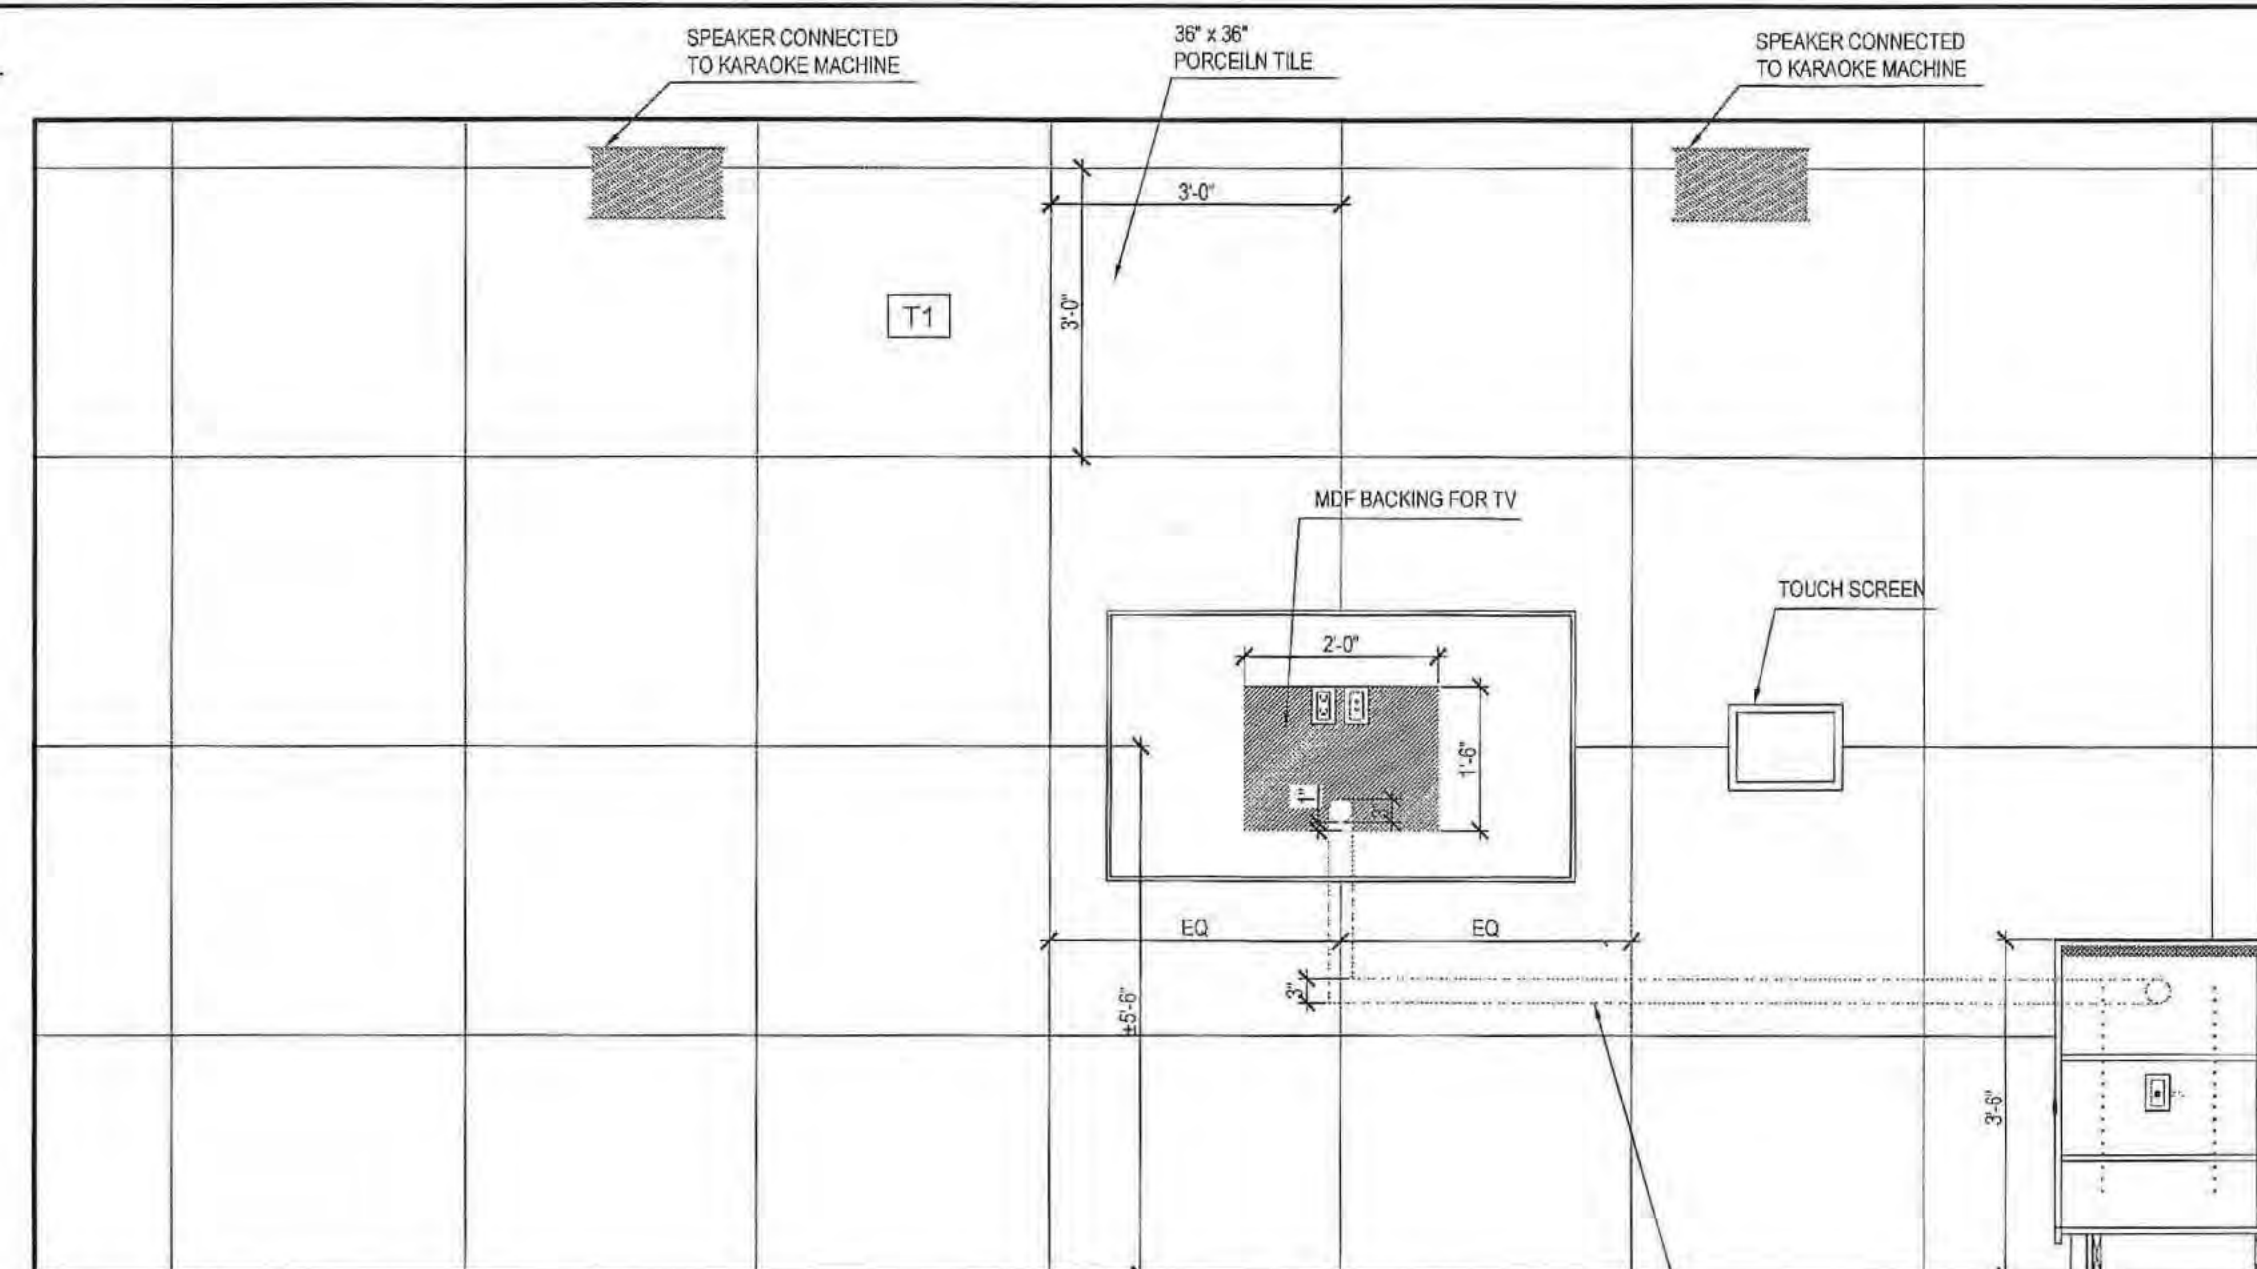 SPEAKER CONNECTED
TO KARAOKE MACHINE
36" x 36"
PORCEILN TILE
SPEAKER CONNECTED
TO KARAOKE MACHINE
3'-0"
T1
3'-0"
MDF BACKING FOR TV
TOUCH SCREEN
2'-0"
1'-6"
1"
3"
EQ
EQ
3"
±5'-6"
3'-6"